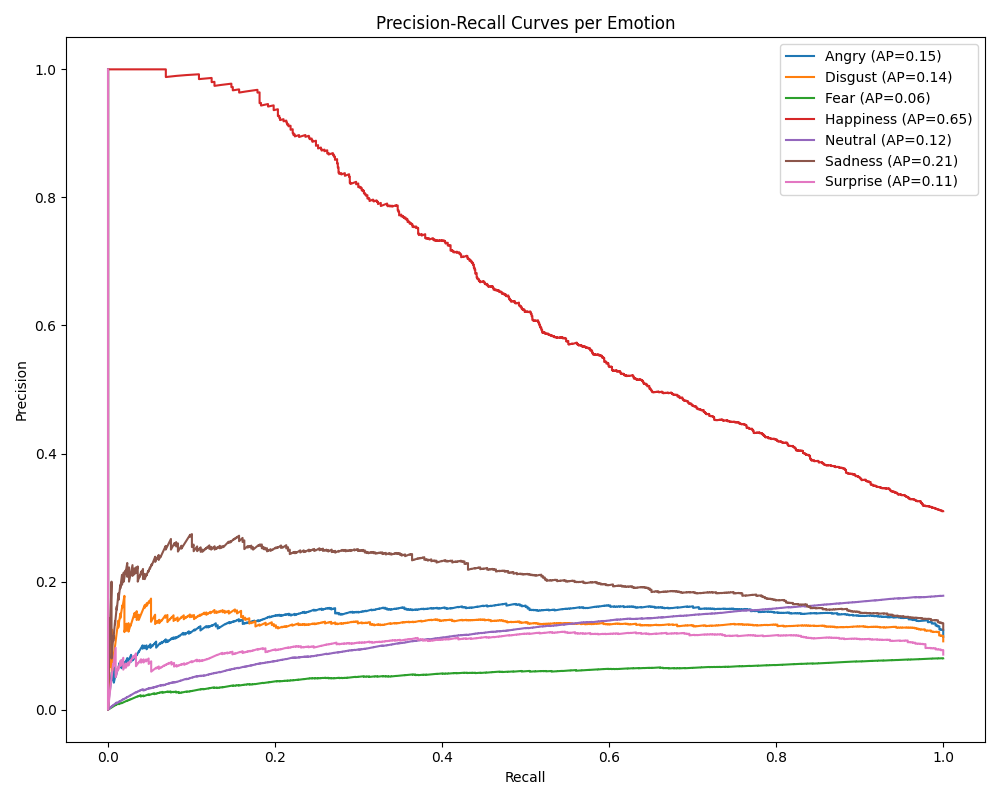 Precision-Recall Curves per Emotion
Angry (AP=0.15)
Disgust (AP=0.14)
Fear (AP=0.06)
Happiness (AP=0.65)
Neutral (AP=0.12)
Sadness (AP=0.21)
Surprise (AP=0.11)
1.0
0.8
0.6
0.4
0.2
0.0
Precision
0.0 0.2 0.4 0.6 0.8 1.0
Recall